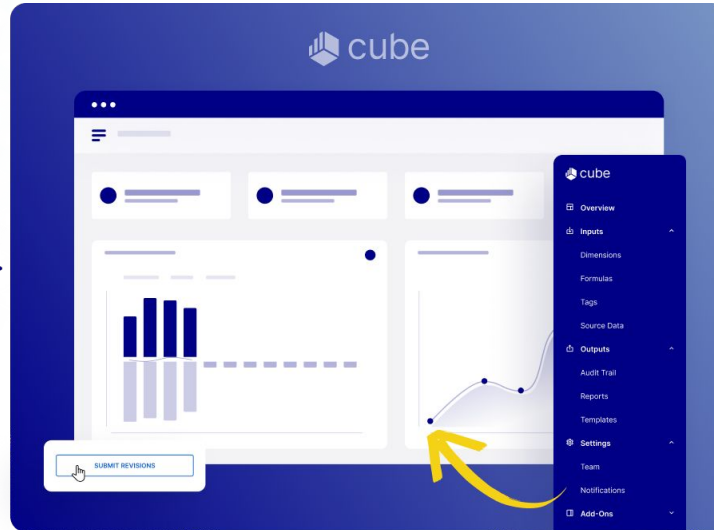 cube
cube
Overview
Inputs
Dimensions
Formulas
Tags
Source Data
Outputs
Audit Trail
Reports
Templates
Settings
Team
Notifications
Add-Ons
SUBMIT REVISIONS